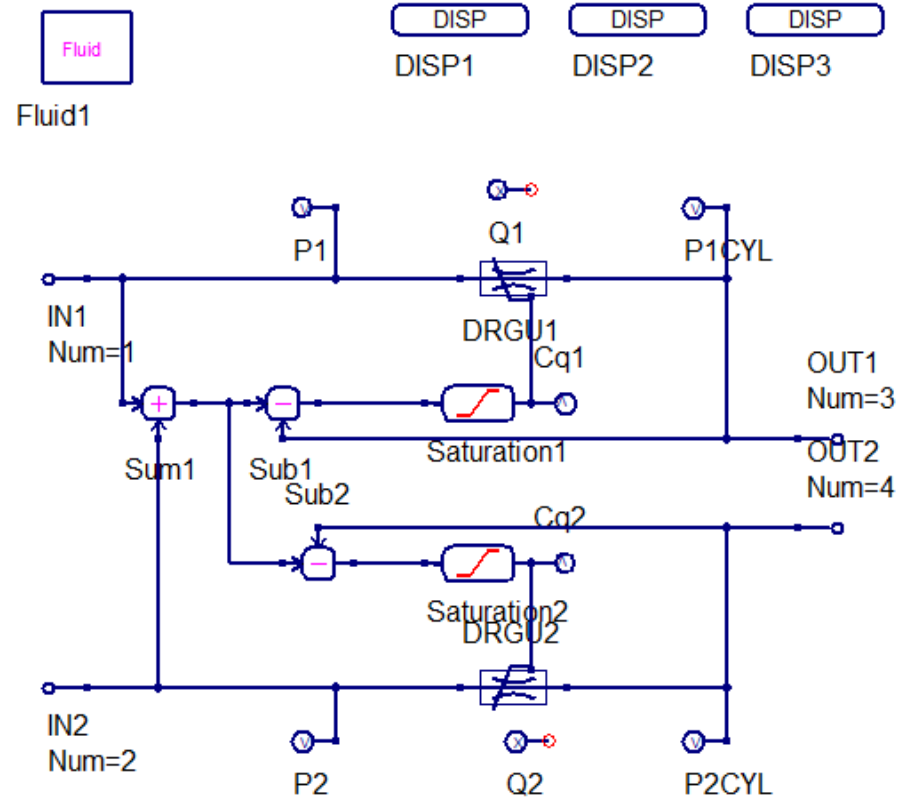 DISP
DISP
DISP
Fluid
DISP1
DISP2
DISP3
Fluid1
x
v
v
P1
Q1
P1CYL
IN1
Num=1
DRGU1
Cq1
OUT1
Num=3
+
−
Sum1
Sub1
Saturation1
OUT2
Num=4
Sub2
Cq2
−
Saturation2
DRGU2
IN2
Num=2
v
x
v
P2
Q2
P2CYL